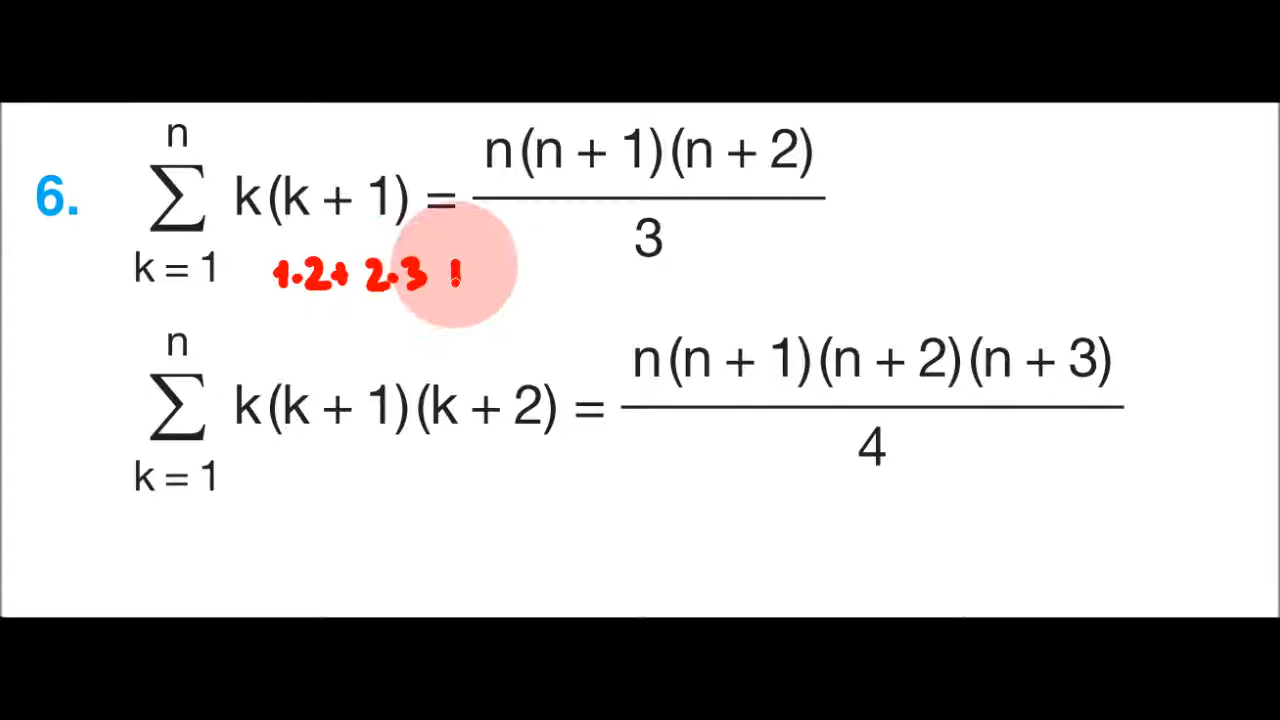 6. n ∑ k = 1 k(k + 1) = n(n + 1)(n + 2) / 3
1.2+ 2.3
n ∑ k = 1 k(k + 1)(k + 2) = n(n + 1)(n + 2)(n + 3) / 4